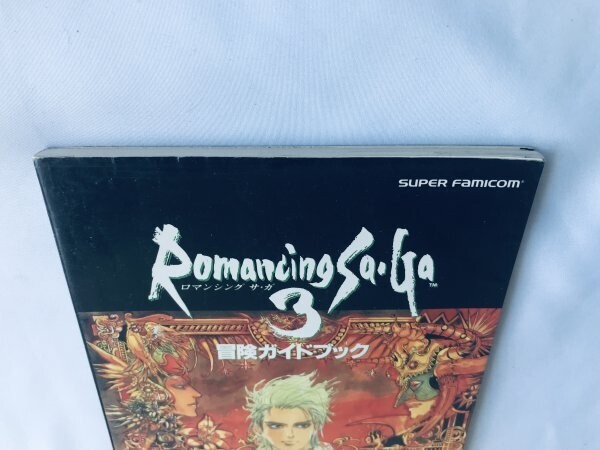 SUPER FAMICOM
Romancing Sa・Ga™
ロマンシング サ・ガ
3
冒険ガイドブック